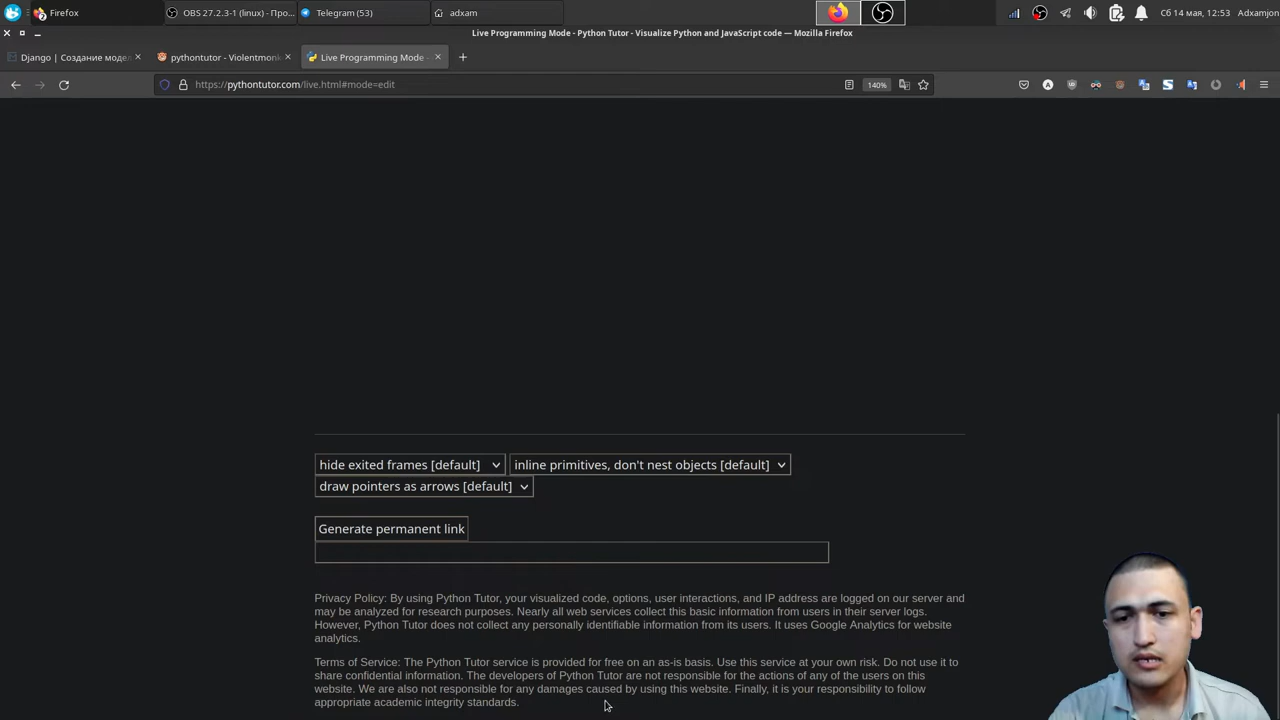 Firefox
OBS 27.2.3-1 (linux) - Про...
Telegram (53)
adxam
Сб 14 мая, 12:53
Adxamjon
Live Programming Mode - Python Tutor - Visualize Python and JavaScript code — Mozilla Firefox
Django | Создание модел
pythontutor - Violentmonk
Live Programming Mode -
https://pythontutor.com/live.html#mode=edit
140%
hide exited frames [default]
inline primitives, don't nest objects [default]
draw pointers as arrows [default]
Generate permanent link
Privacy Policy: By using Python Tutor, your visualized code, options, user interactions, and IP address are logged on our server and
may be analyzed for research purposes. Nearly all web services collect this basic information from users in their server logs.
However, Python Tutor does not collect any personally identifiable information from its users. It uses Google Analytics for website
analytics.
Terms of Service: The Python Tutor service is provided for free on an as-is basis. Use this service at your own risk. Do not use it to
share confidential information. The developers of Python Tutor are not responsible for the actions of any of the users on this
website. We are also not responsible for any damages caused by using this website. Finally, it is your responsibility to follow
appropriate academic integrity standards.